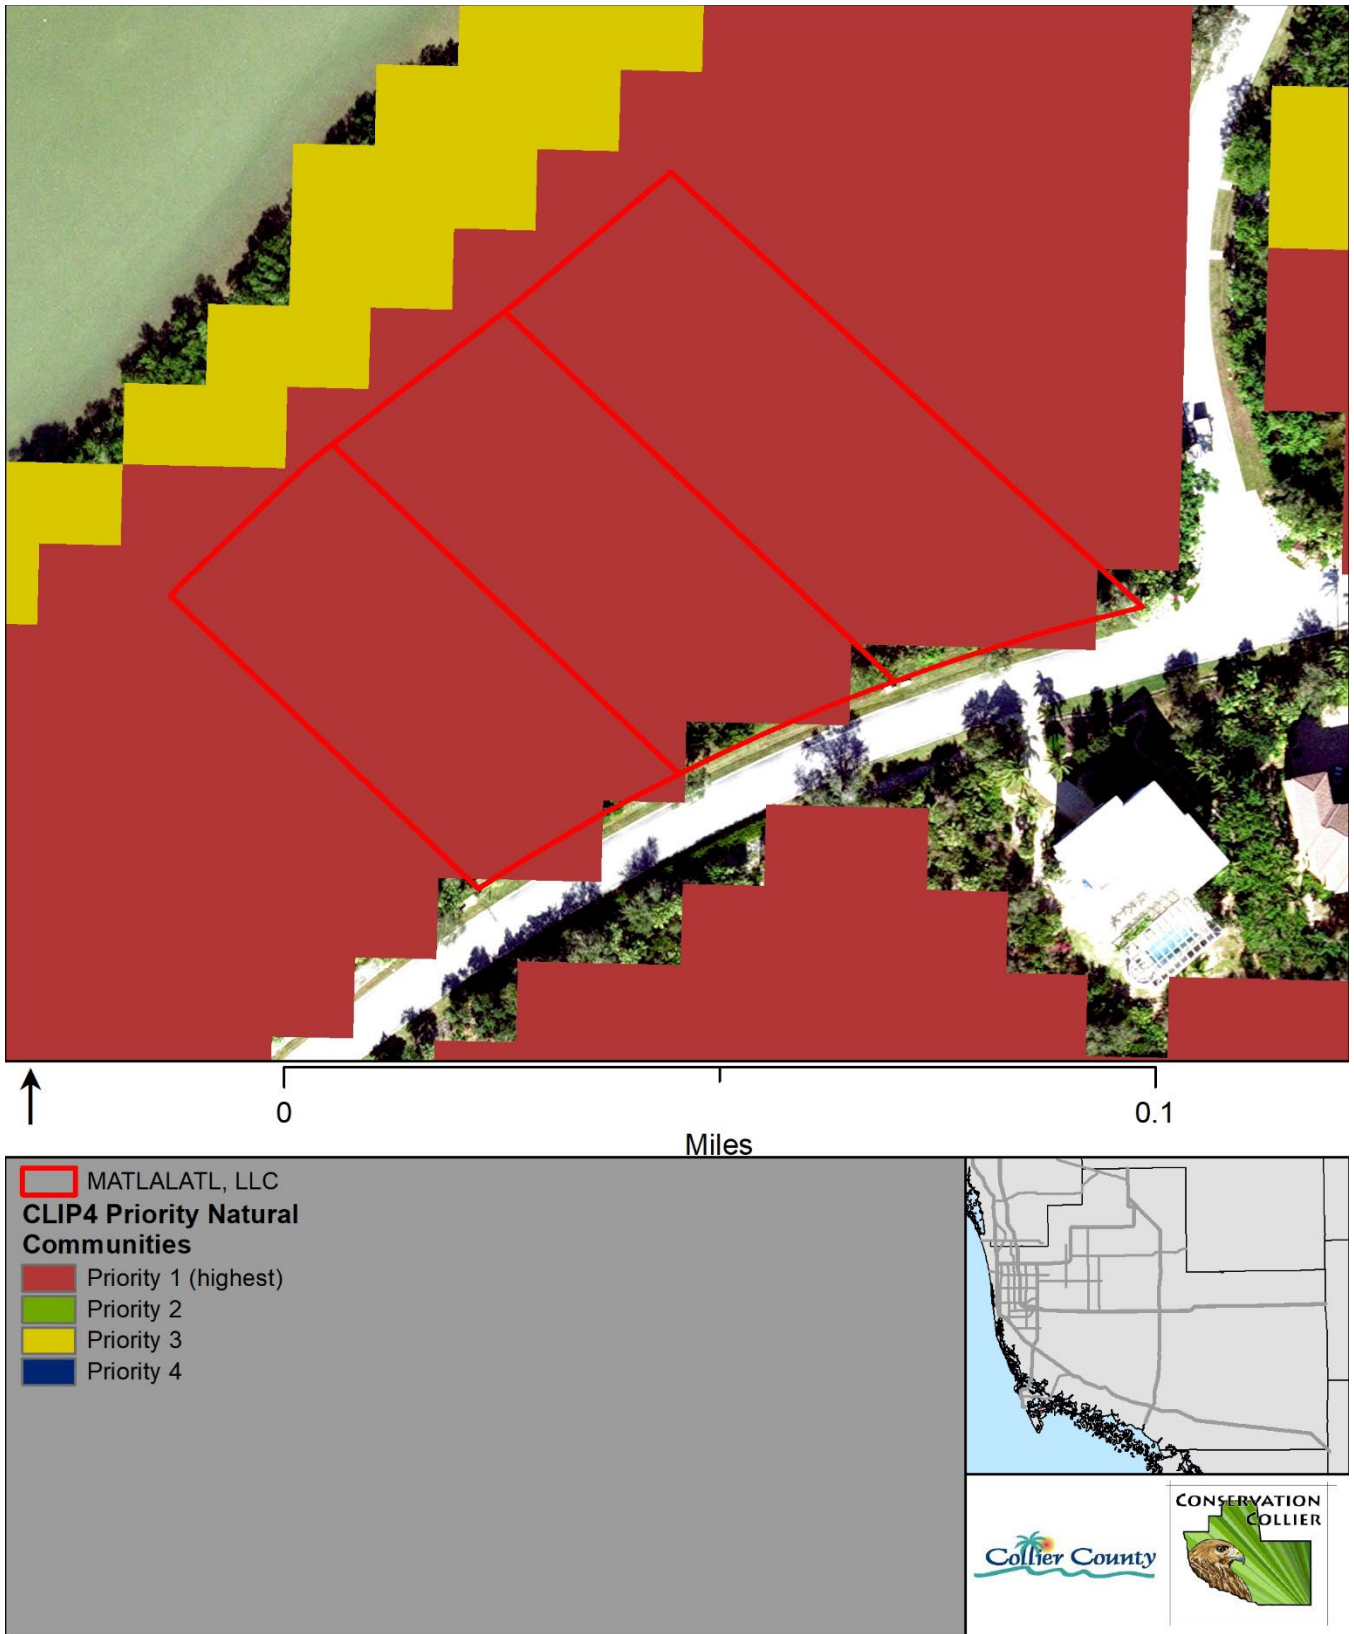 0
0.1
Miles
MATLALATL, LLC
CLIP4 Priority Natural
Communities
Priority 1 (highest)
Priority 2
Priority 3
Priority 4
Collier County
CONSERVATION
COLLIER